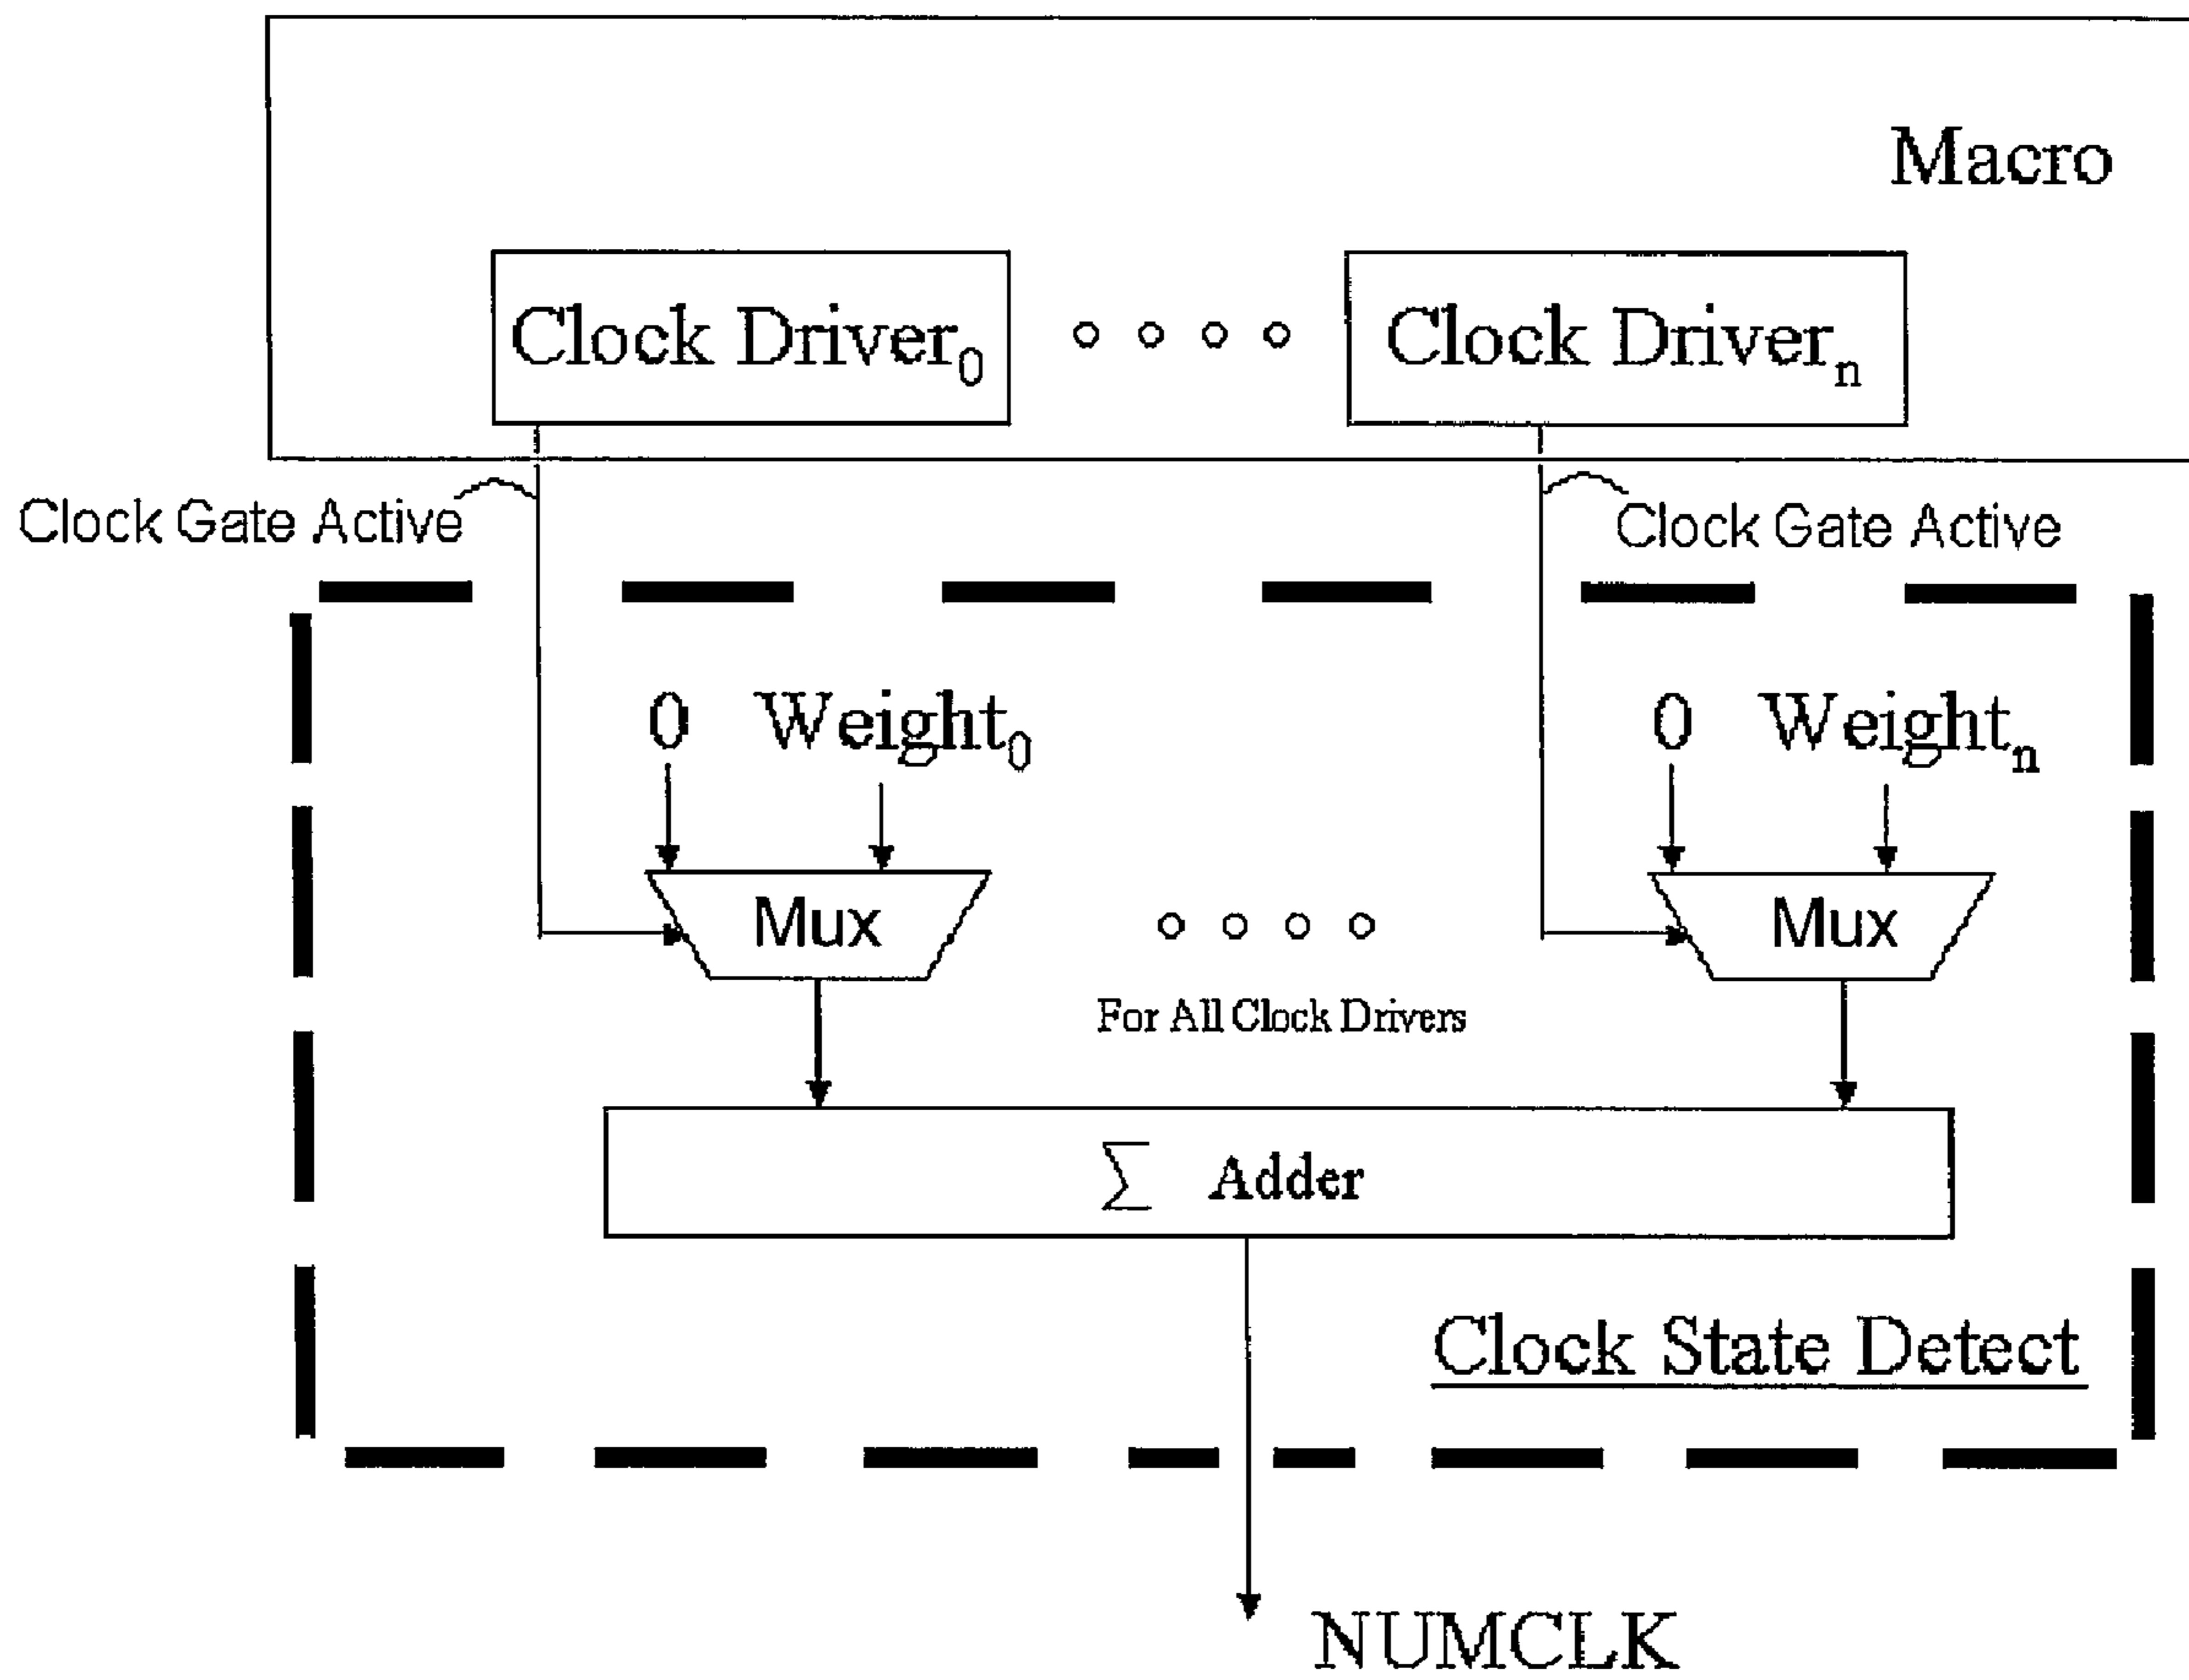 Macro
Clock Driver₀
Clock Driverₙ
Clock Gate Active
Clock Gate Active
0 Weight₀
0 Weightₙ
Mux
Mux
For All Clock Drivers
∑ Adder
Clock State Detect
NUMCLK